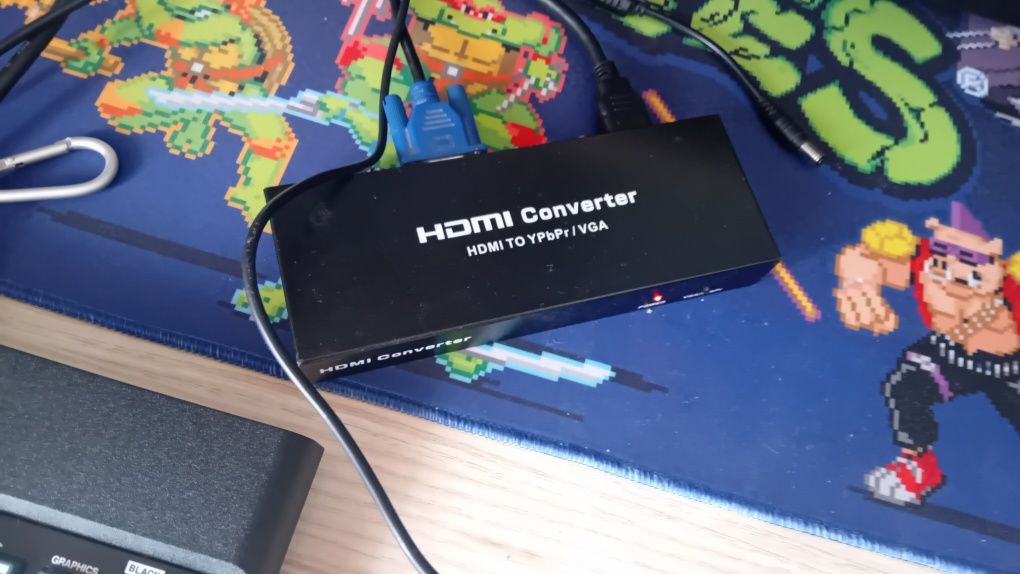 HDMI Converter
HDMI TO YPbPr / VGA
HDMI Converter
GRAPHICS
BLACK